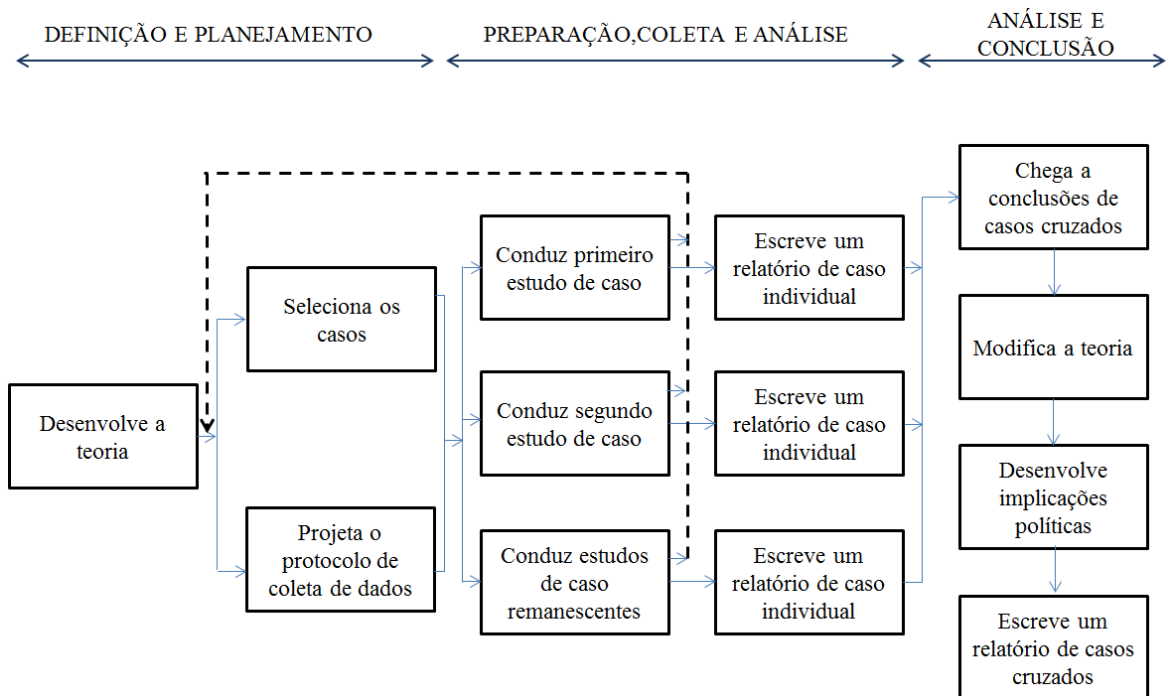 DEFINIÇÃO E PLANEJAMENTO
PREPARAÇÃO,COLETA E ANÁLISE
ANÁLISE E
CONCLUSÃO
Desenvolve a
teoria
Seleciona os
casos
Projeta o
protocolo de
coleta de dados
Conduz primeiro
estudo de caso
Conduz segundo
estudo de caso
Conduz estudos
de caso
remanescentes
Escreve um
relatório de caso
individual
Escreve um
relatório de caso
individual
Escreve um
relatório de caso
individual
Chega a
conclusões de
casos cruzados
Modifica a teoria
Desenvolve
implicações
políticas
Escreve um
relatório de casos
cruzados